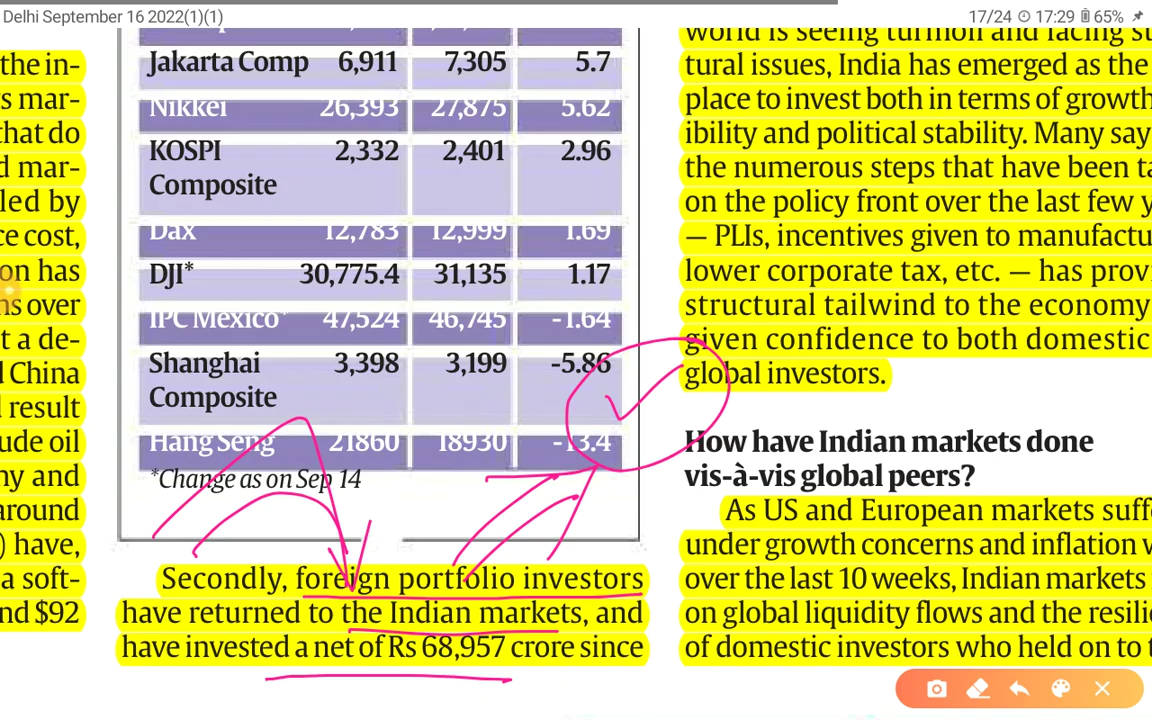 Delhi September 16 2022(1)(1)
17/24 17:29 65%
the in-
s mar-
that do
d mar-
led by
ce cost,
on has
ns over
t a de-
d China
l result
ude oil
ny and
around
) have,
a soft-
nd $92
Jakarta Comp 6,911 7,305 5.7
Nikkei 26,393 27,875 5.62
KOSPI 2,332 2,401 2.96
Composite
Dax 12,783 12,999 1.69
DJI* 30,775.4 31,135 1.17
IPC Mexico* 47,524 46,745 -1.64
Shanghai 3,398 3,199 -5.86
Composite
Hang Seng 21860 18930 -13.4
*Change as on Sep 14
Secondly, foreign portfolio investors
have returned to the Indian markets, and
have invested a net of Rs 68,957 crore since
world is seeing turmoil and facing st
tural issues, India has emerged as the
place to invest both in terms of growth
ibility and political stability. Many say
the numerous steps that have been ta
on the policy front over the last few y
— PLIs, incentives given to manufactu
lower corporate tax, etc. — has prov
structural tailwind to the economy
given confidence to both domestic
global investors.
How have Indian markets done
vis-à-vis global peers?
As US and European markets suff
under growth concerns and inflation
over the last 10 weeks, Indian markets
on global liquidity flows and the resili
of domestic investors who held on to t